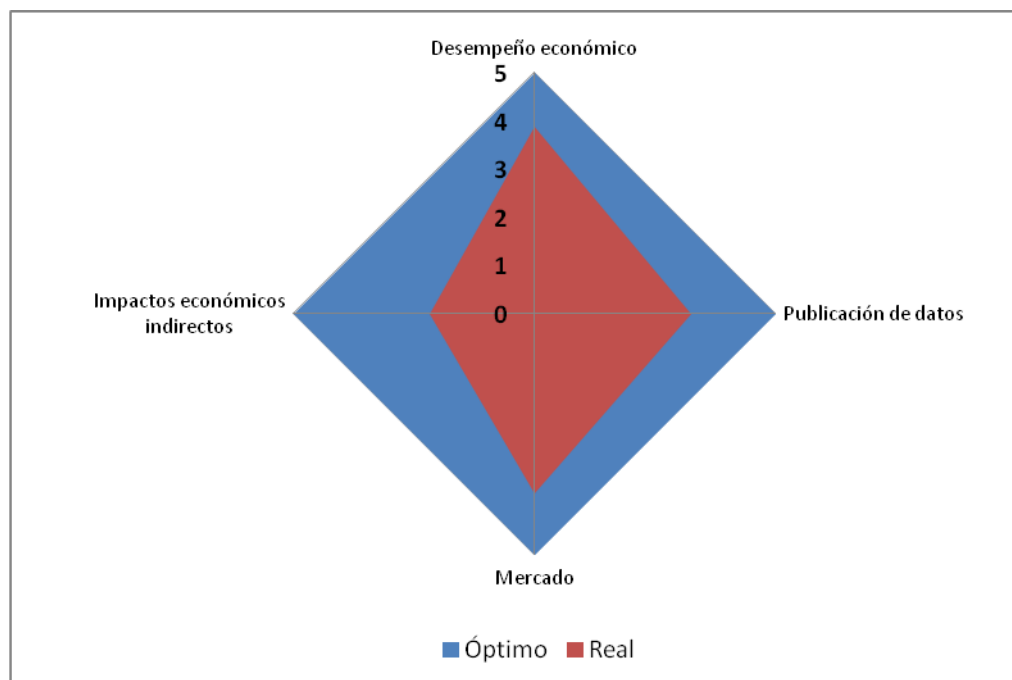 Desempeño económico
5
4
3
2
1
0
Impactos económicos
indirectos
Publicación de datos
Mercado
Óptimo Real